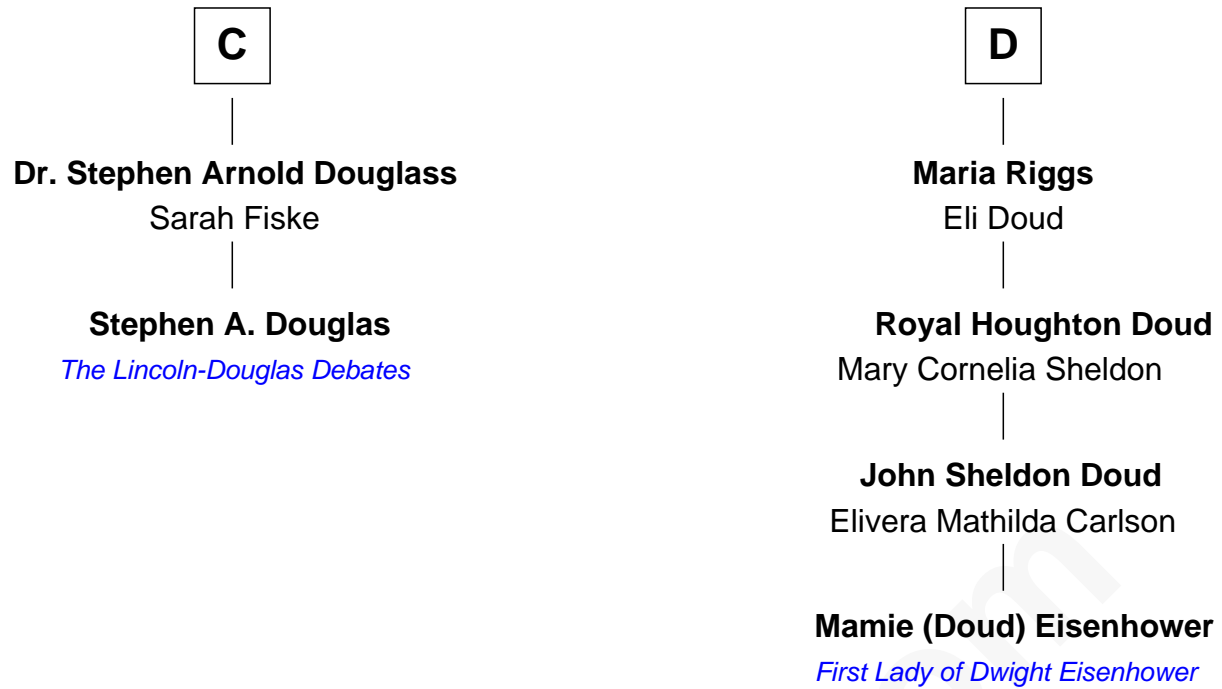 C
Dr. Stephen Arnold Douglass
Sarah Fiske
Stephen A. Douglas
The Lincoln-Douglas Debates
D
Maria Riggs
Eli Doud
Royal Houghton Doud
Mary Cornelia Sheldon
John Sheldon Doud
Elivera Mathilda Carlson
Mamie (Doud) Eisenhower
First Lady of Dwight Eisenhower